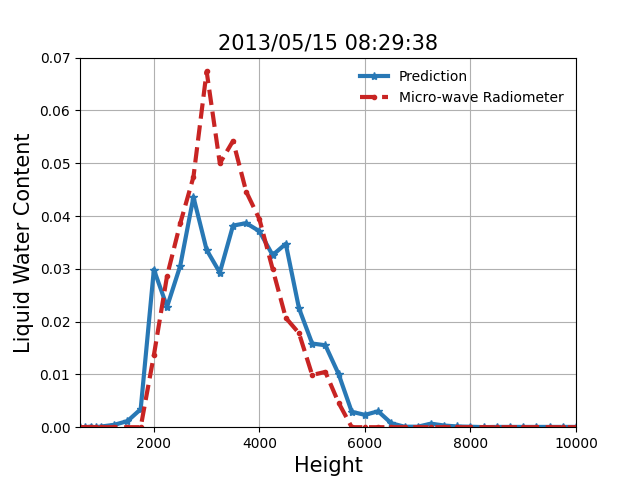 2013/05/15 08:29:38
0.07
0.06
0.05
0.04
0.03
0.02
0.01
0.00
Liquid Water Content
Prediction
Micro-wave Radiometer
2000 4000 6000 8000 10000
Height